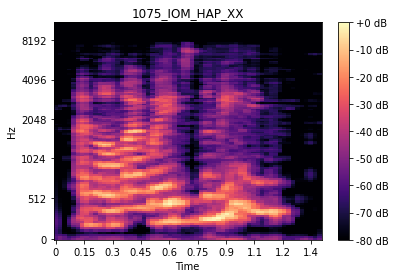 1075_IOM_HAP_XX
Hz
8192
4096
2048
1024
512
0
0 0.15 0.3 0.45 0.6 0.75 0.9 1.1 1.2 1.4
Time
+0 dB
-10 dB
-20 dB
-30 dB
-40 dB
-50 dB
-60 dB
-70 dB
-80 dB